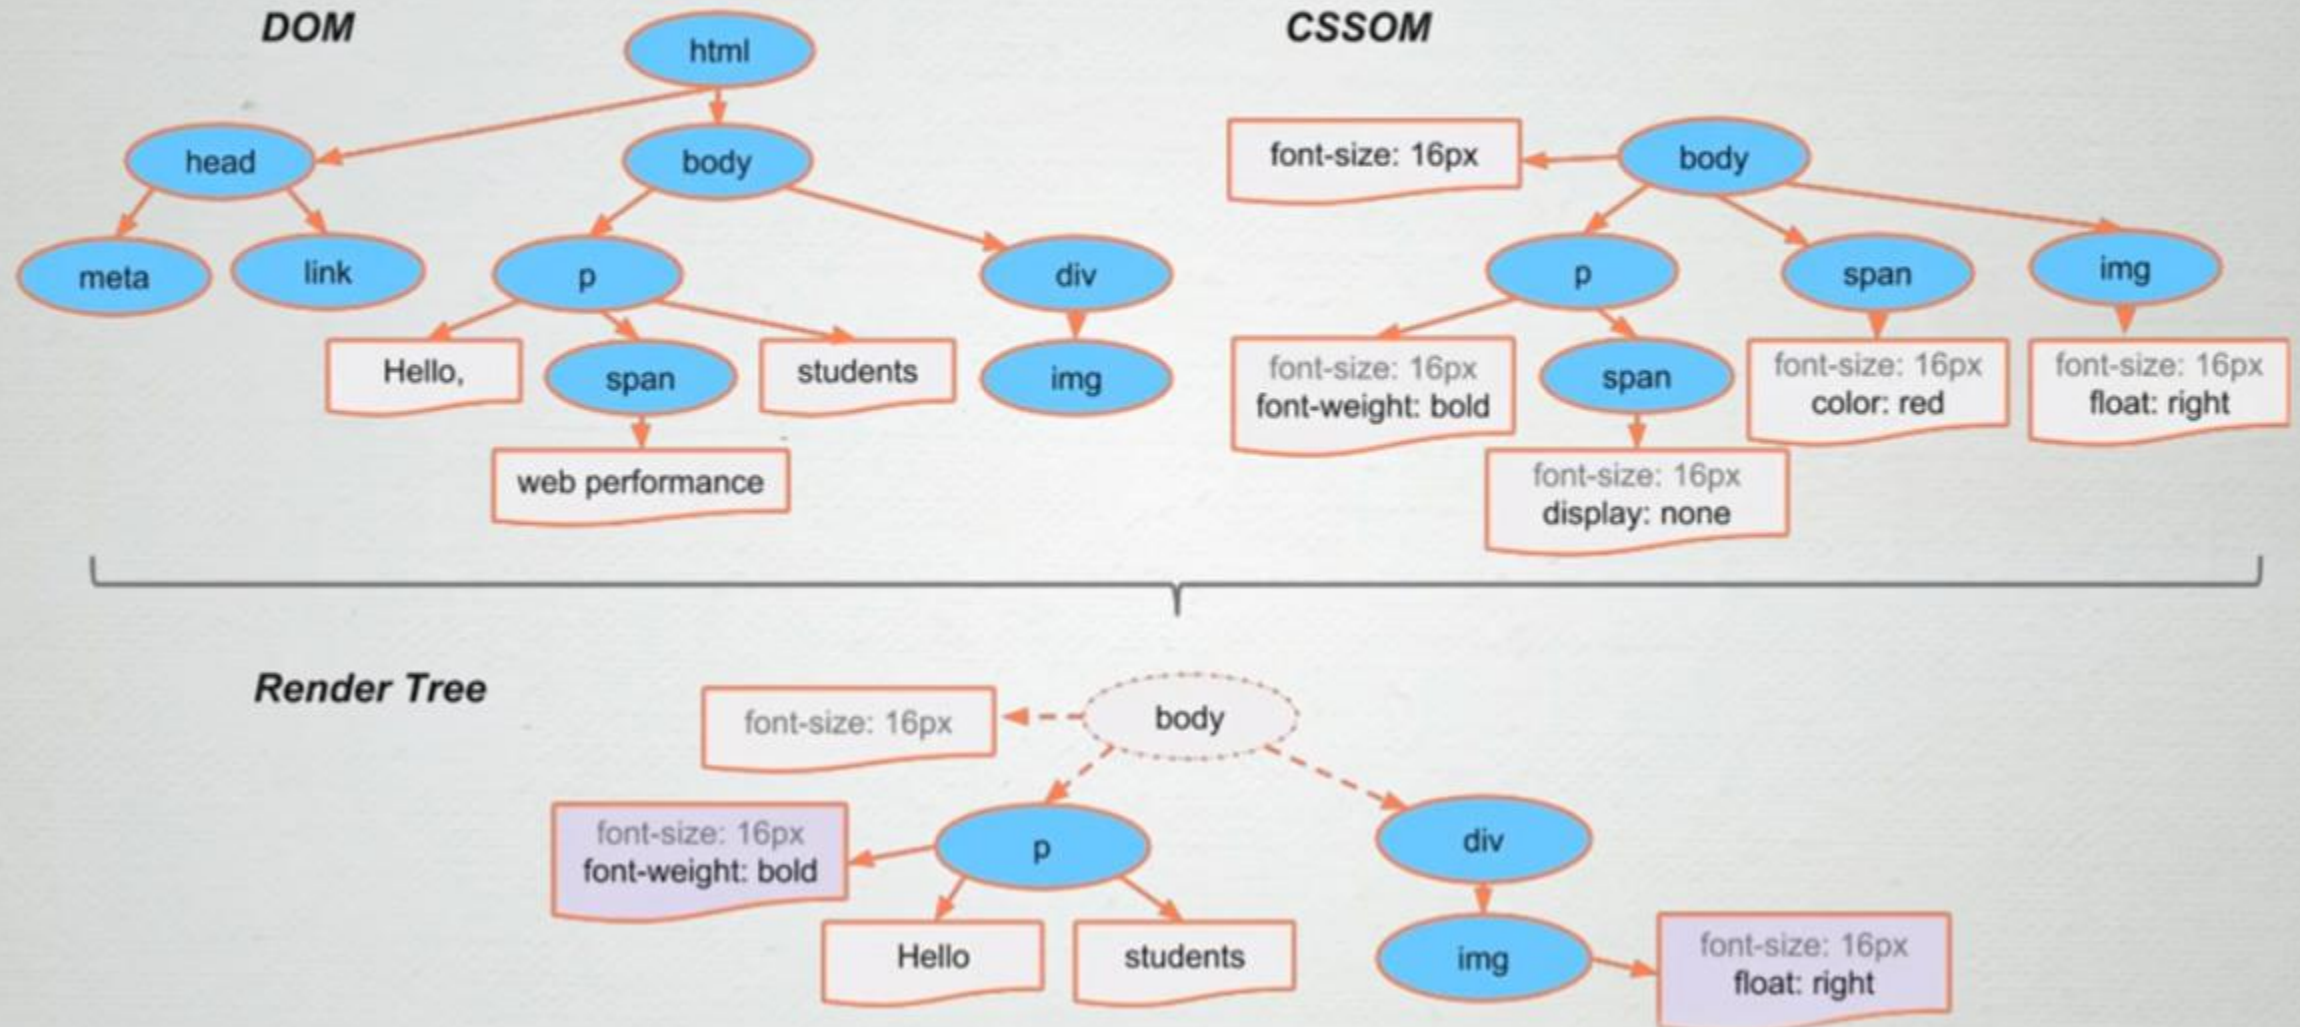 DOM
html
head
body
meta
link
p
div
Hello,
span
students
img
web performance
CSSOM
font-size: 16px
body
p
span
img
font-size: 16px
font-weight: bold
span
font-size: 16px
color: red
font-size: 16px
float: right
font-size: 16px
display: none
Render Tree
font-size: 16px
body
font-size: 16px
font-weight: bold
p
div
Hello
students
img
font-size: 16px
float: right